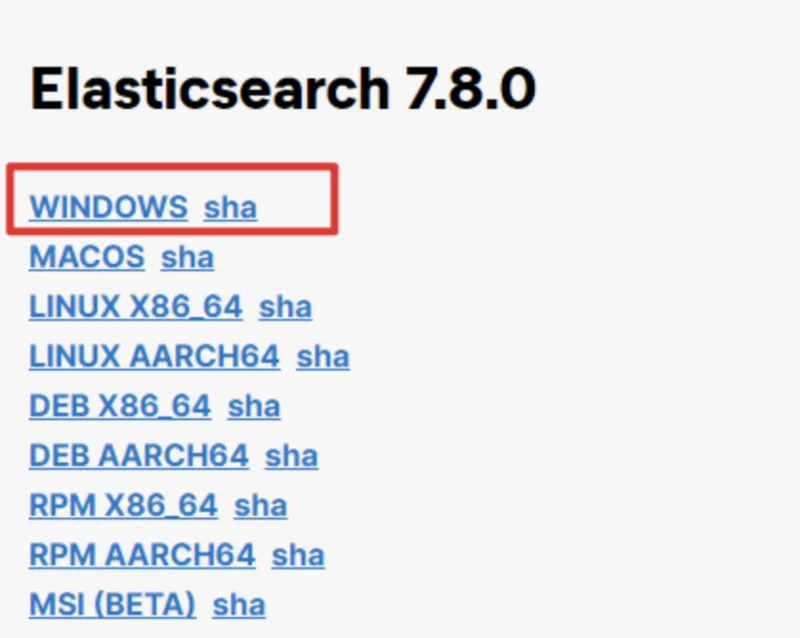 Elasticsearch 7.8.0
WINDOWS sha
MACOS sha
LINUX X86_64 sha
LINUX AARCH64 sha
DEB X86_64 sha
DEB AARCH64 sha
RPM X86_64 sha
RPM AARCH64 sha
MSI (BETA) sha